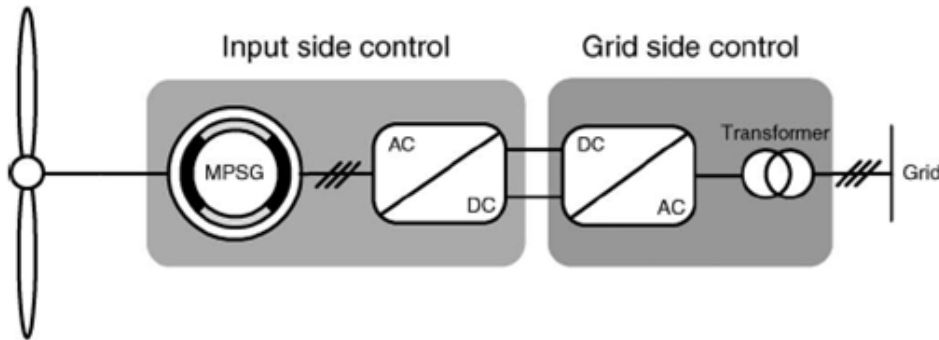 Input side control
Grid side control
MPSG
AC
DC
DC
AC
Transformer
Grid